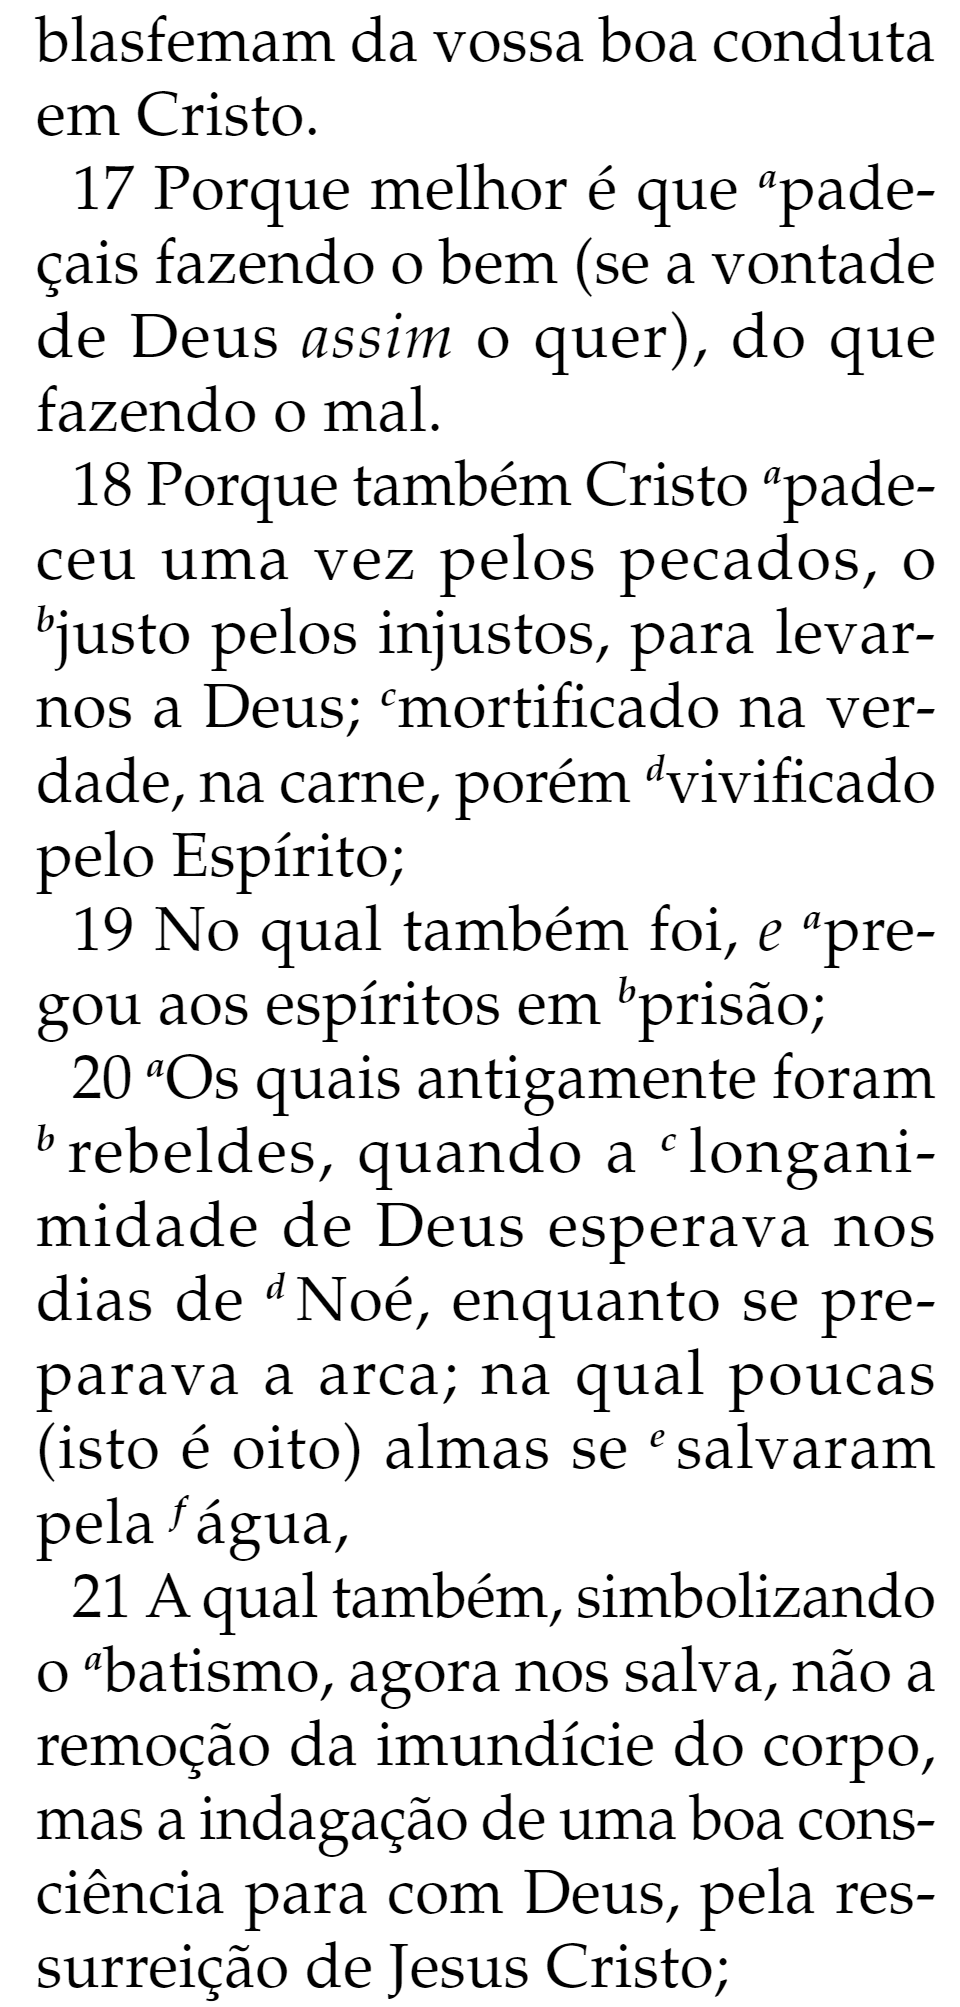 blasfemam da vossa boa conduta
em Cristo.
17 Porque melhor é que ᵃpade-
çais fazendo o bem (se a vontade
de Deus assim o quer), do que
fazendo o mal.
18 Porque também Cristo ᵃpade-
ceu uma vez pelos pecados, o
ᵇjusto pelos injustos, para levar-
nos a Deus; ᶜmortificado na ver-
dade, na carne, porém ᵈvivificado
pelo Espírito;
19 No qual também foi, e ᵃpre-
gou aos espíritos em ᵇprisão;
20 ᵃOs quais antigamente foram
ᵇ rebeldes, quando a ᶜ longani-
midade de Deus esperava nos
dias de ᵈ Noé, enquanto se pre-
parava a arca; na qual poucas
(isto é oito) almas se ᵉ salvaram
pela ᶠ água,
21 A qual também, simbolizando
o ᵃbatismo, agora nos salva, não a
remoção da imundície do corpo,
mas a indagação de uma boa cons-
ciência para com Deus, pela res-
surreição de Jesus Cristo;